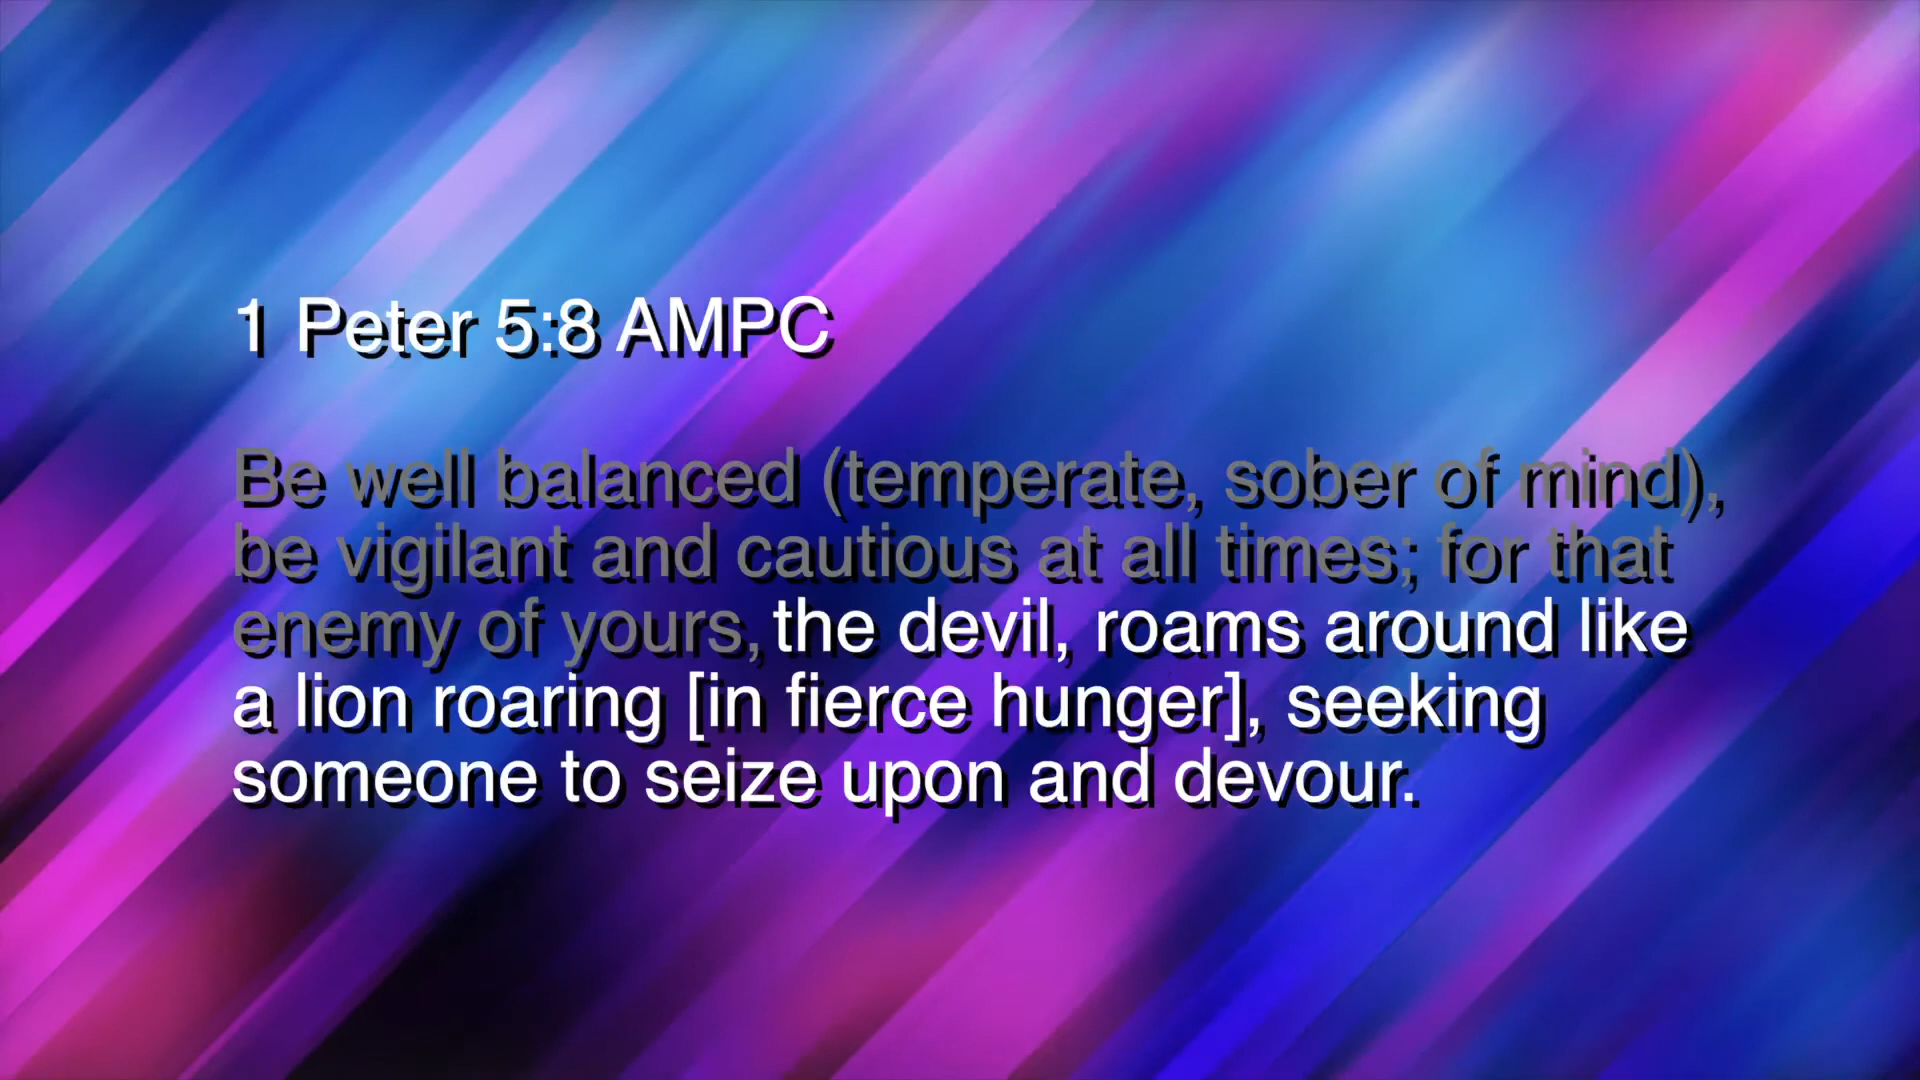 1 Peter 5:8 AMPC
Be well balanced (temperate, sober of mind),
be vigilant and cautious at all times; for that
enemy of yours, the devil, roams around like
a lion roaring [in fierce hunger], seeking
someone to seize upon and devour.